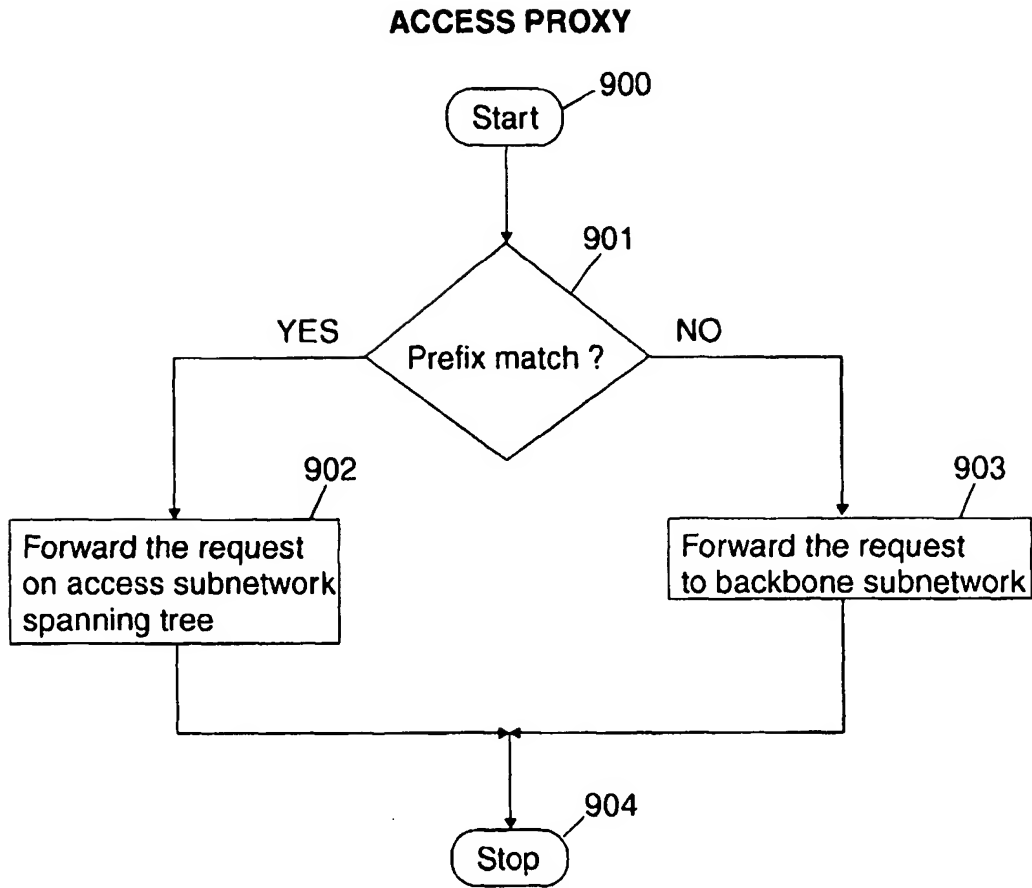 ACCESS PROXY
900
Start
901
YES
Prefix match ?
NO
902
903
Forward the request
on access subnetwork
spanning tree
Forward the request
to backbone subnetwork
904
Stop